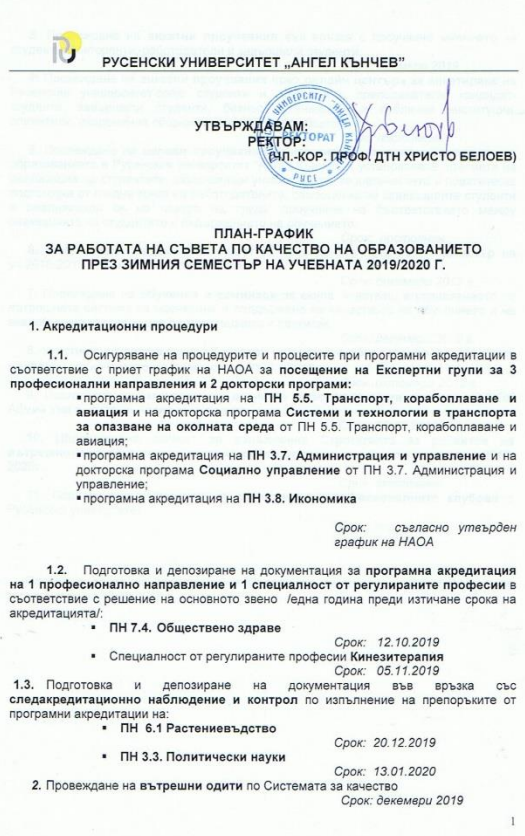 РУСЕНСКИ УНИВЕРСИТЕТ „АНГЕЛ КЪНЧЕВ”
УТВЪРЖДАВАМ:
РЕКТОР:
(ЧЛ.-КОР. ПРОФ. ДТН ХРИСТО БЕЛОЕВ)
РЕКТОРАТ
РУСЕ
ПЛАН-ГРАФИК
ЗА РАБОТАТА НА СЪВЕТА ПО КАЧЕСТВО НА ОБРАЗОВАНИЕТО
ПРЕЗ ЗИМНИЯ СЕМЕСТЪР НА УЧЕБНАТА 2019/2020 Г.
1. Акредитационни процедури
1.1. Осигуряване на процедурите и процесите при програмни акредитации в
съответствие с приет график на НАОА за посещение на Експертни групи за 3
професионални направления и 2 докторски програми:
▪програмна акредитация на ПН 5.5. Транспорт, корабоплаване и
авиация и на докторска програма Системи и технологии в транспорта
за опазване на околната среда от ПН 5.5. Транспорт, корабоплаване и
авиация;
▪програмна акредитация на ПН 3.7. Администрация и управление и на
докторска програма Социално управление от ПН 3.7. Администрация и
управление;
▪програмна акредитация на ПН 3.8. Икономика
Срок: съгласно утвърден
график на НАОА
1.2. Подготовка и депозиране на документация за програмна акредитация
на 1 професионално направление и 1 специалност от регулираните професии в
съответствие с решение на основното звено /една година преди изтичане срока на
акредитацията/:
▪ ПН 7.4. Обществено здраве
Срок: 12.10.2019
▪ Специалност от регулираните професии Кинезитерапия
Срок: 05.11.2019
1.3. Подготовка и депозиране на документация във връзка със
следакредитационно наблюдение и контрол по изпълнение на препоръките от
програмни акредитации на:
▪ ПН 6.1 Растениевъдство
Срок: 20.12.2019
▪ ПН 3.3. Политически науки
Срок: 13.01.2020
2. Провеждане на вътрешни одити по Системата за качество
Срок: декември 2019
1